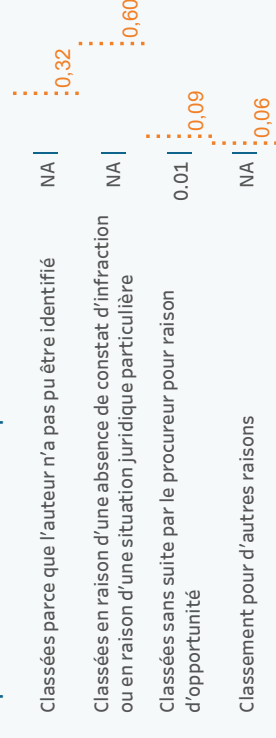 Classées parce que l'auteur n'a pas pu être identifié
NA
0,32
Classées en raison d'une absence de constat d'infraction
ou en raison d'une situation juridique particulière
NA
0,60
Classées sans suite par le procureur pour raison
d'opportunité
0.01
0,09
Classement pour d'autres raisons
NA
0,06